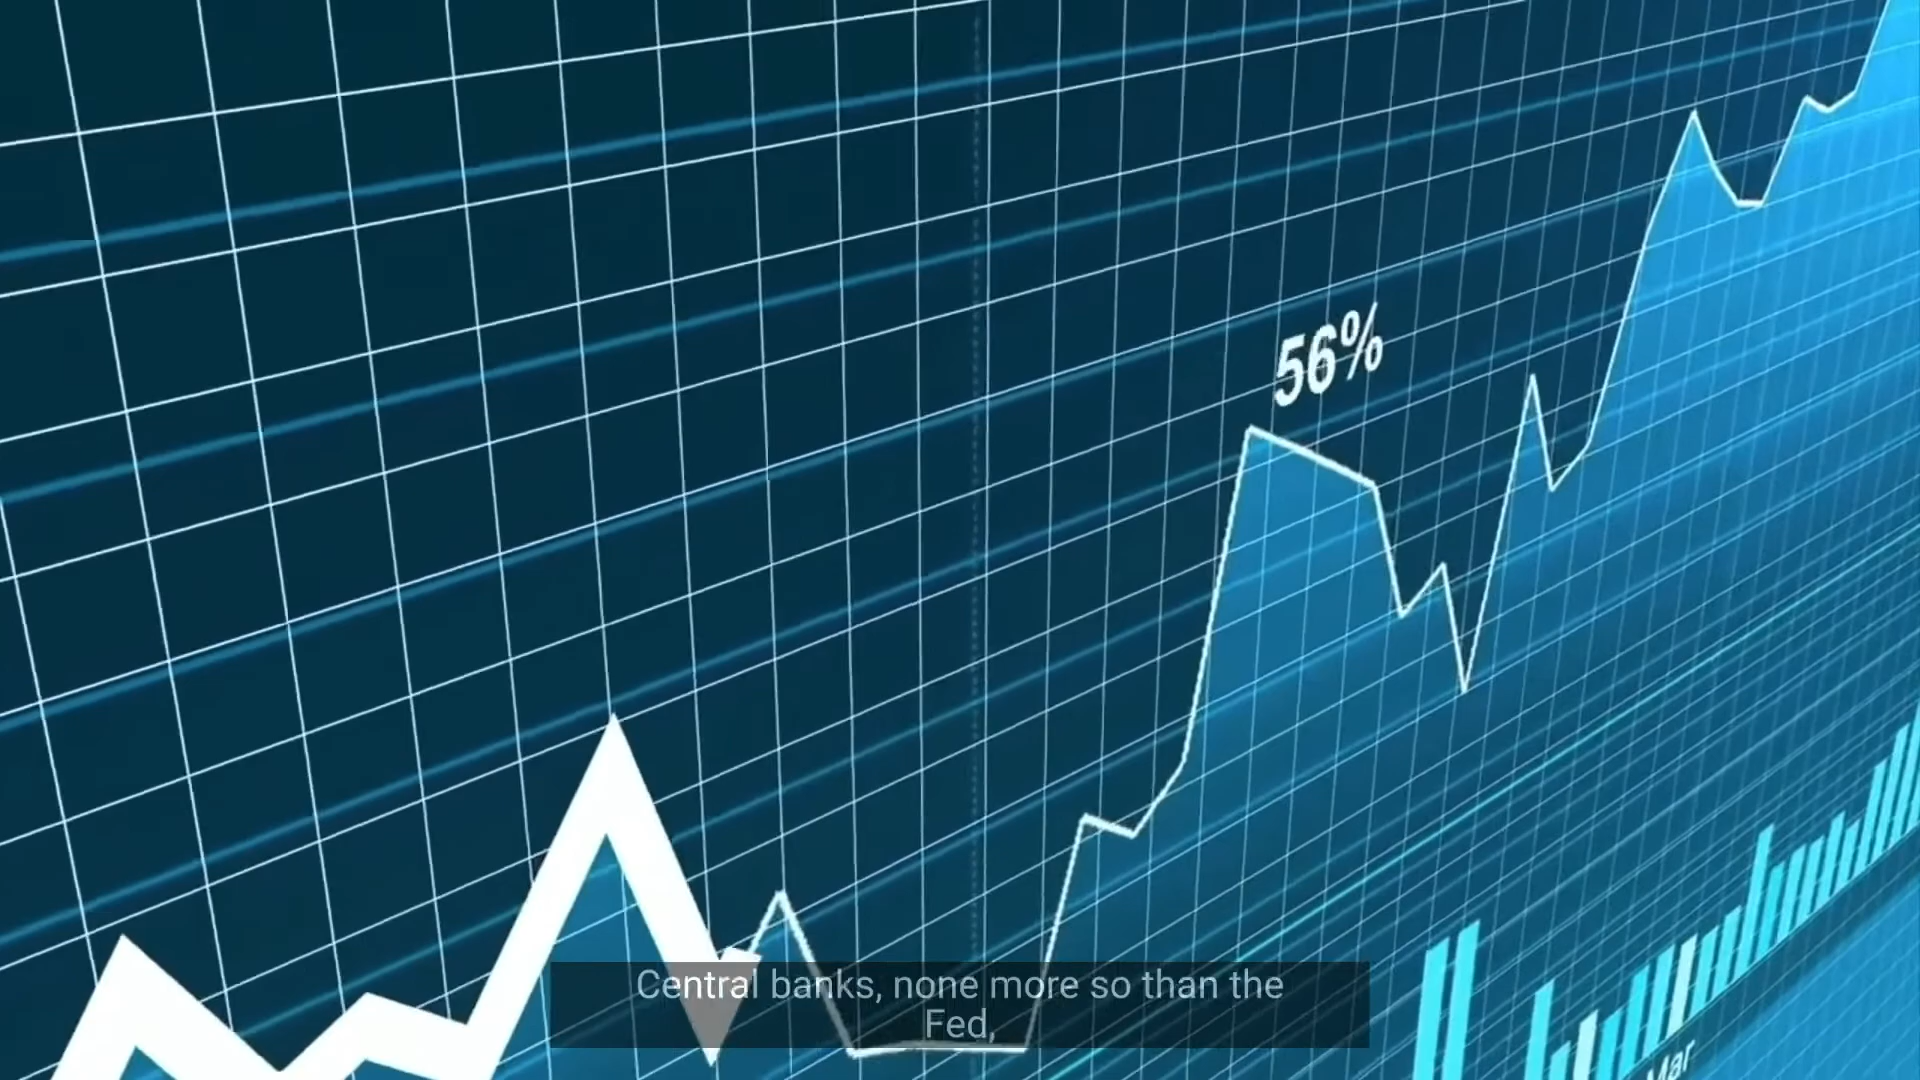 56%
Central banks, none more so than the
Fed,
Mar